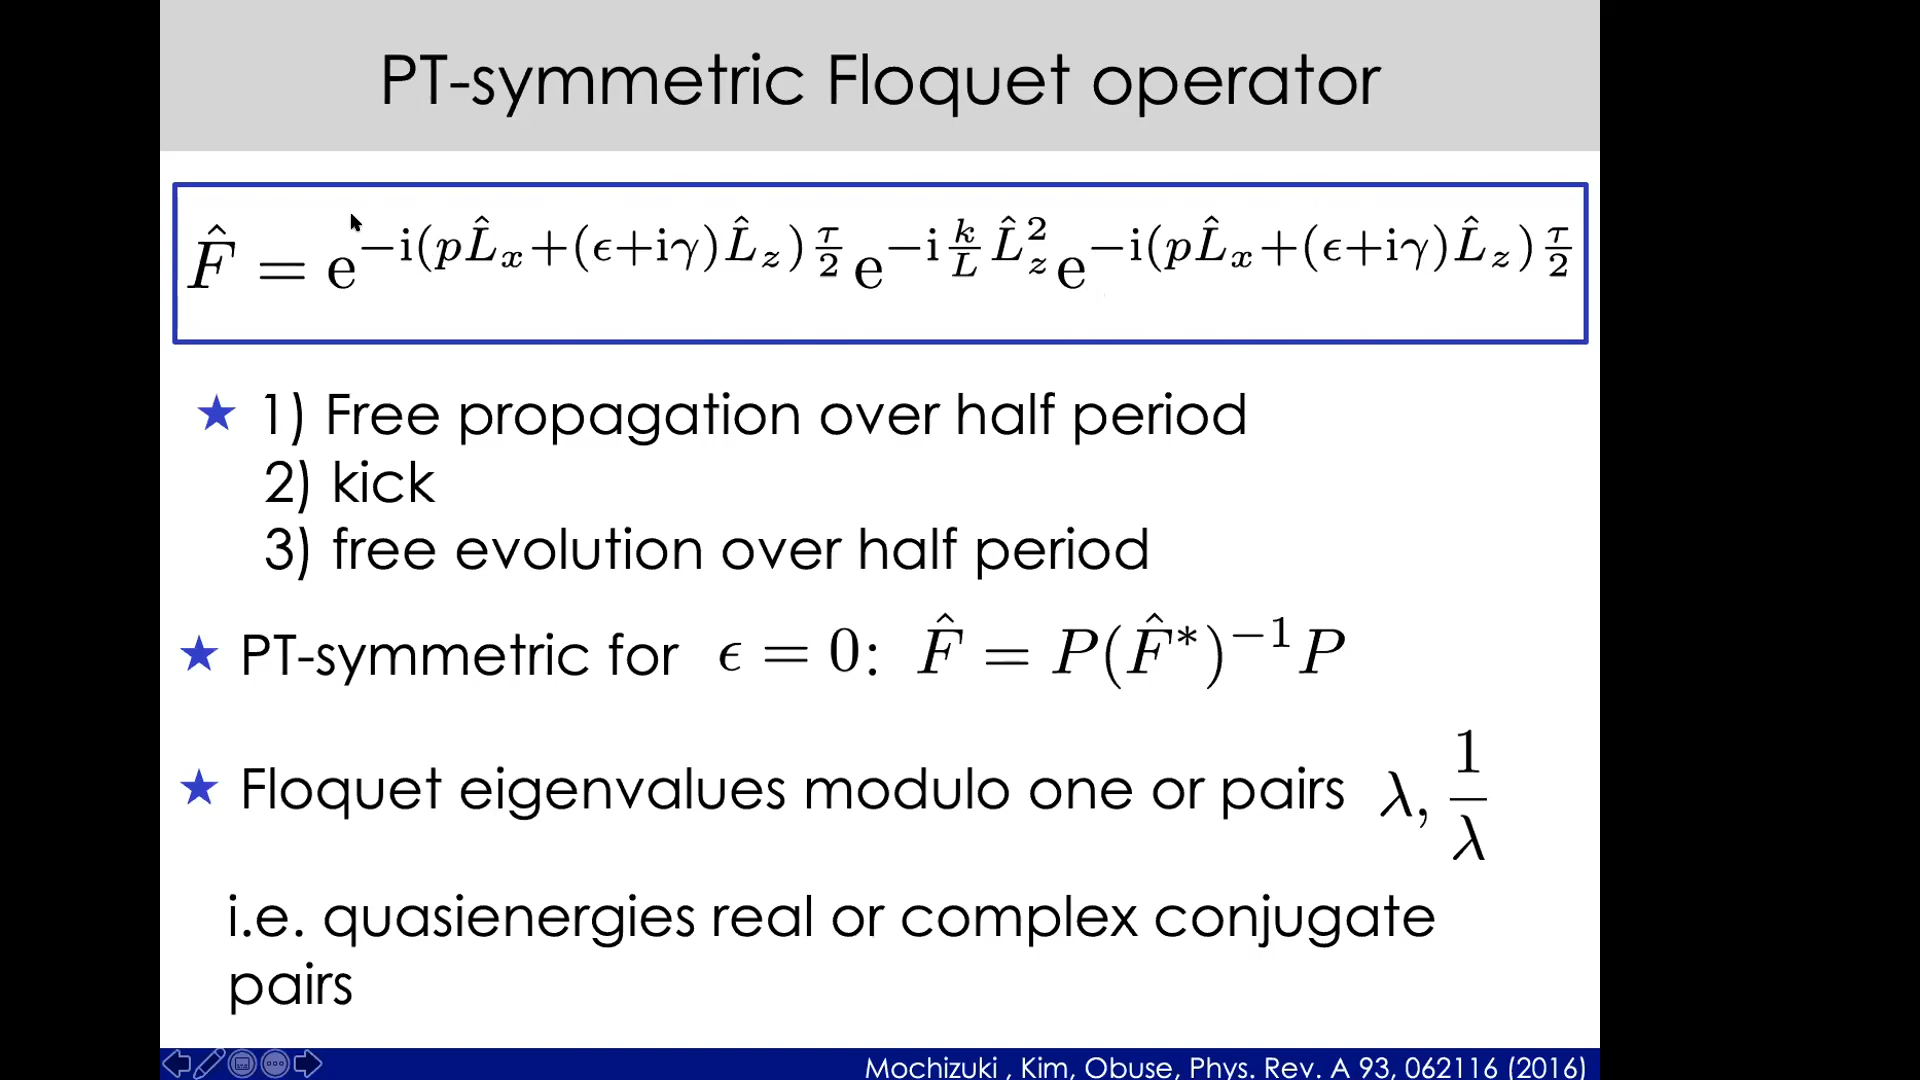 PT-symmetric Floquet operator
F̂ = e^{−i(pL̂_x+(ϵ+iγ)L̂_z)τ/2} e^{−i(k/L)L̂_z^2} e^{−i(pL̂_x+(ϵ+iγ)L̂_z)τ/2}
★ 1) Free propagation over half period
2) kick
3) free evolution over half period
★ PT-symmetric for ϵ = 0: F̂ = P(F̂*)^{−1}P
★ Floquet eigenvalues modulo one or pairs λ, 1/λ
i.e. quasienergies real or complex conjugate
pairs
Mochizuki , Kim, Obuse, Phys. Rev. A 93, 062116 (2016)